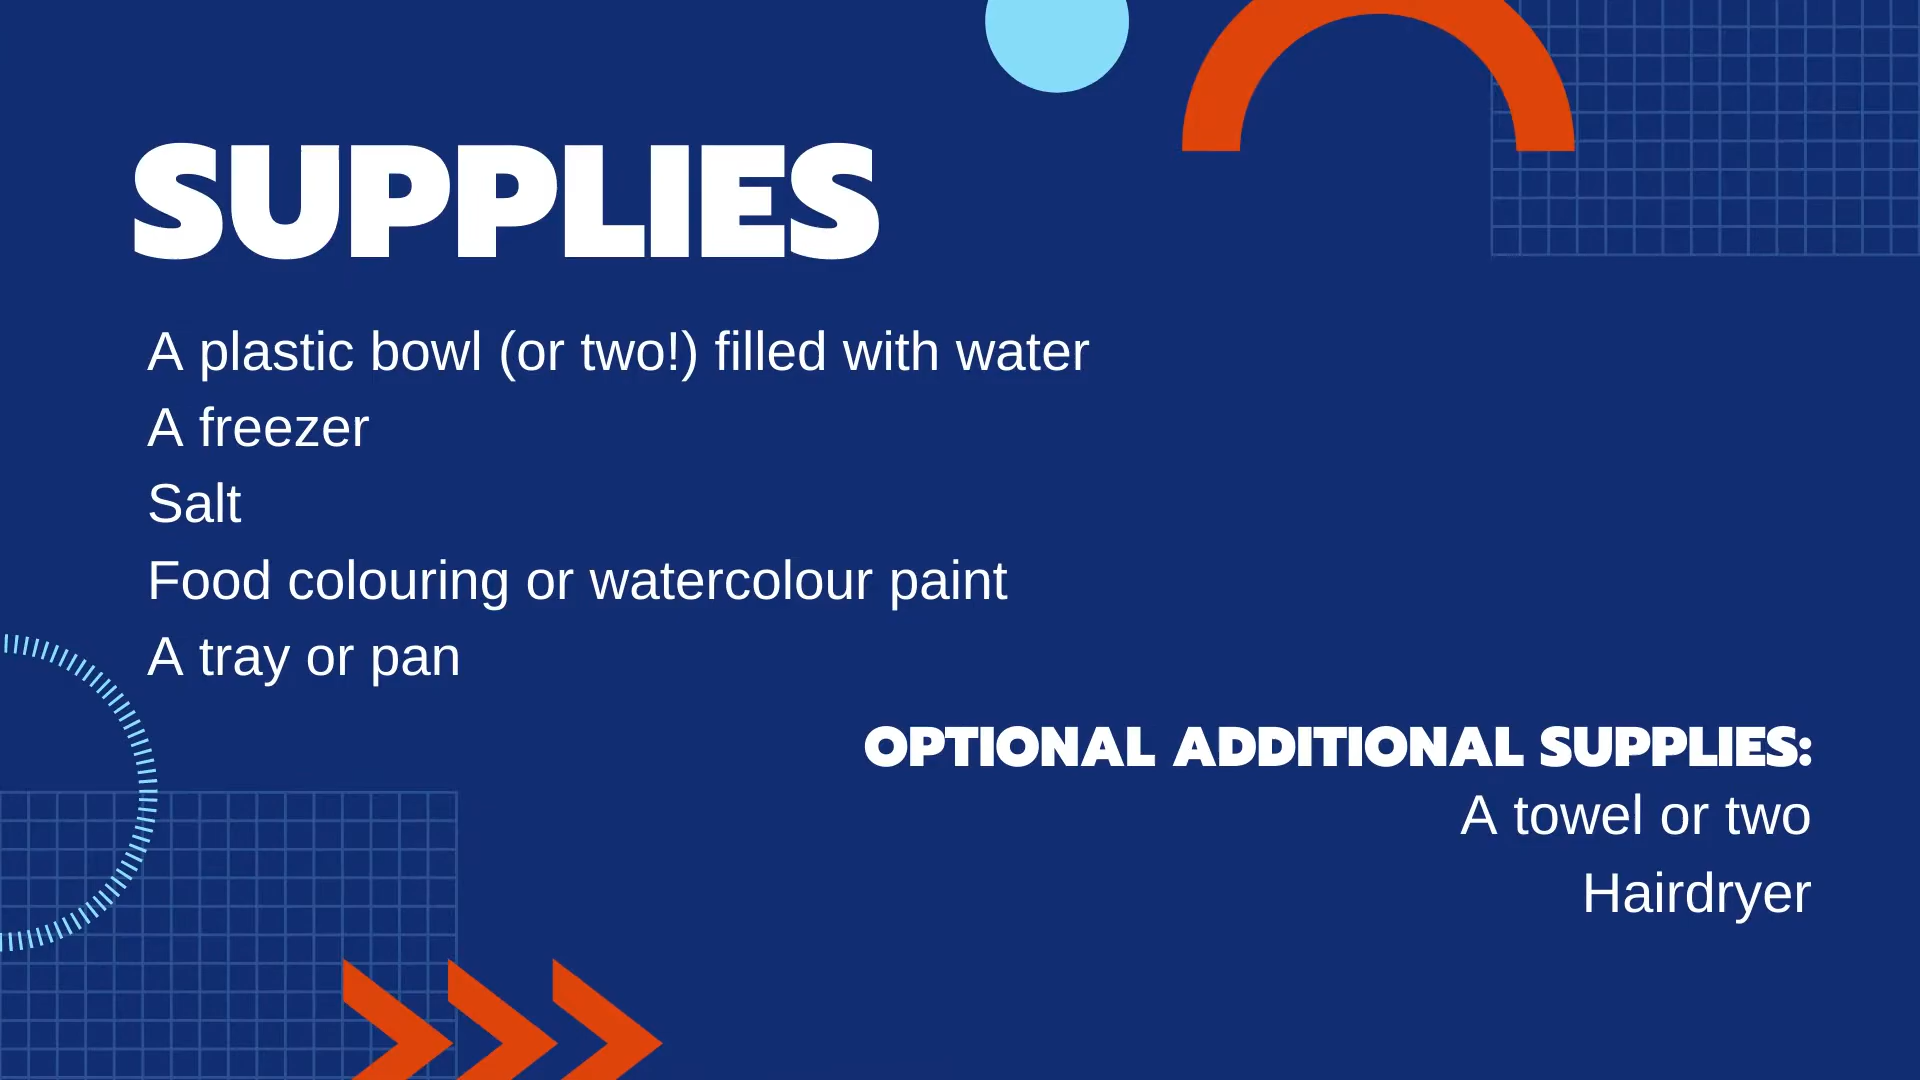 SUPPLIES
A plastic bowl (or two!) filled with water
A freezer
Salt
Food colouring or watercolour paint
A tray or pan
OPTIONAL ADDITIONAL SUPPLIES:
A towel or two
Hairdryer